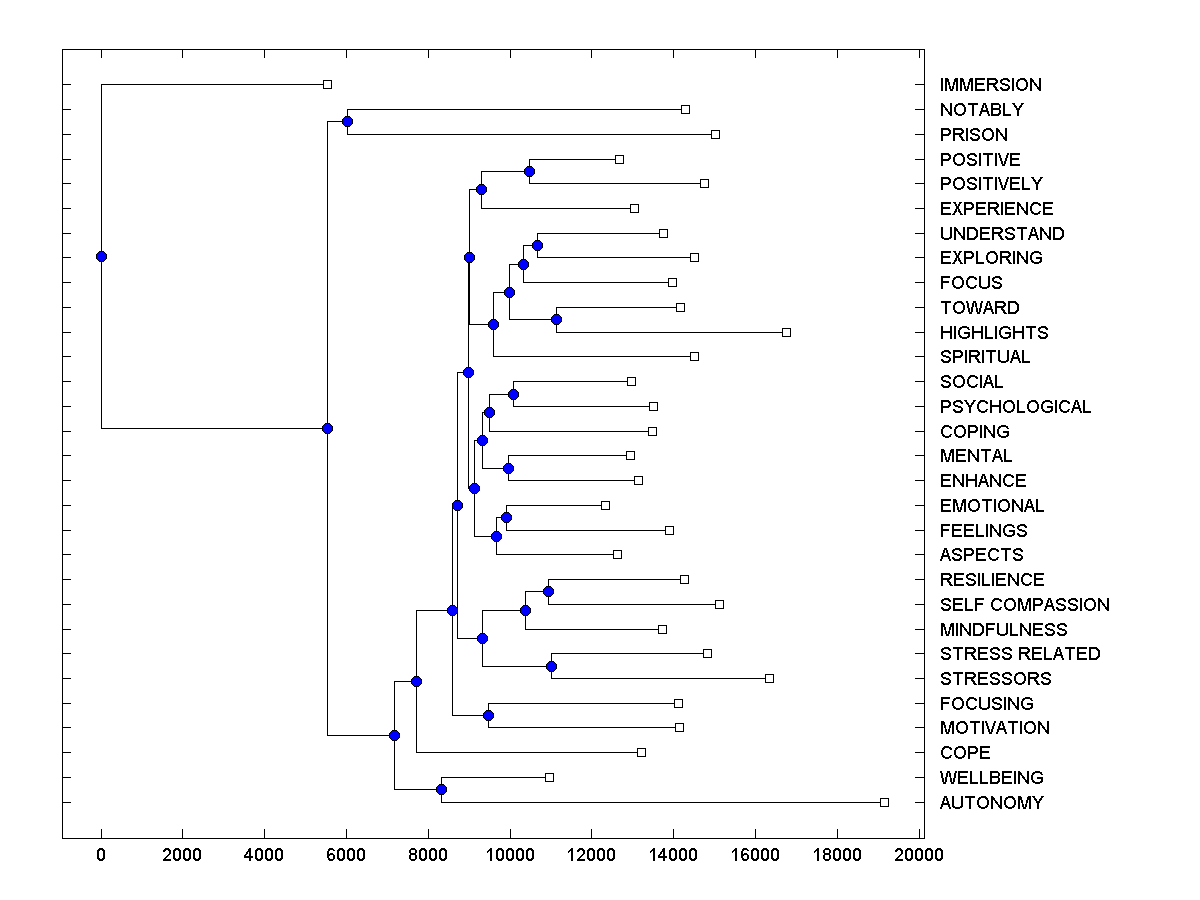 IMMERSION
NOTABLY
PRISON
POSITIVE
POSITIVELY
EXPERIENCE
UNDERSTAND
EXPLORING
FOCUS
TOWARD
HIGHLIGHTS
SPIRITUAL
SOCIAL
PSYCHOLOGICAL
COPING
MENTAL
ENHANCE
EMOTIONAL
FEELINGS
ASPECTS
RESILIENCE
SELF COMPASSION
MINDFULNESS
STRESS RELATED
STRESSORS
FOCUSING
MOTIVATION
COPE
WELLBEING
AUTONOMY
0 2000 4000 6000 8000 10000 12000 14000 16000 18000 20000